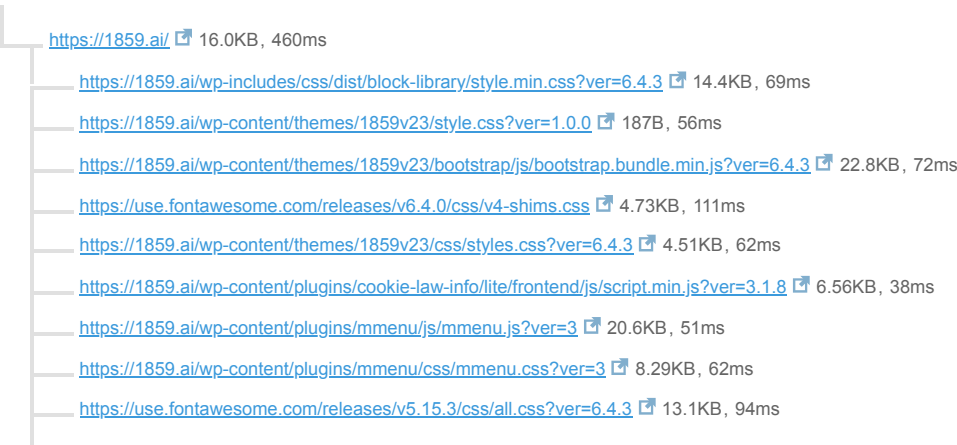 https://1859.ai/ 16.0KB, 460ms
https://1859.ai/wp-includes/css/dist/block-library/style.min.css?ver=6.4.3 14.4KB, 69ms
https://1859.ai/wp-content/themes/1859v23/style.css?ver=1.0.0 187B, 56ms
https://1859.ai/wp-content/themes/1859v23/bootstrap/js/bootstrap.bundle.min.js?ver=6.4.3 22.8KB, 72ms
https://use.fontawesome.com/releases/v6.4.0/css/v4-shims.css 4.73KB, 111ms
https://1859.ai/wp-content/themes/1859v23/css/styles.css?ver=6.4.3 4.51KB, 62ms
https://1859.ai/wp-content/plugins/cookie-law-info/lite/frontend/js/script.min.js?ver=3.1.8 6.56KB, 38ms
https://1859.ai/wp-content/plugins/mmenu/js/mmenu.js?ver=3 20.6KB, 51ms
https://1859.ai/wp-content/plugins/mmenu/css/mmenu.css?ver=3 8.29KB, 62ms
https://use.fontawesome.com/releases/v5.15.3/css/all.css?ver=6.4.3 13.1KB, 94ms